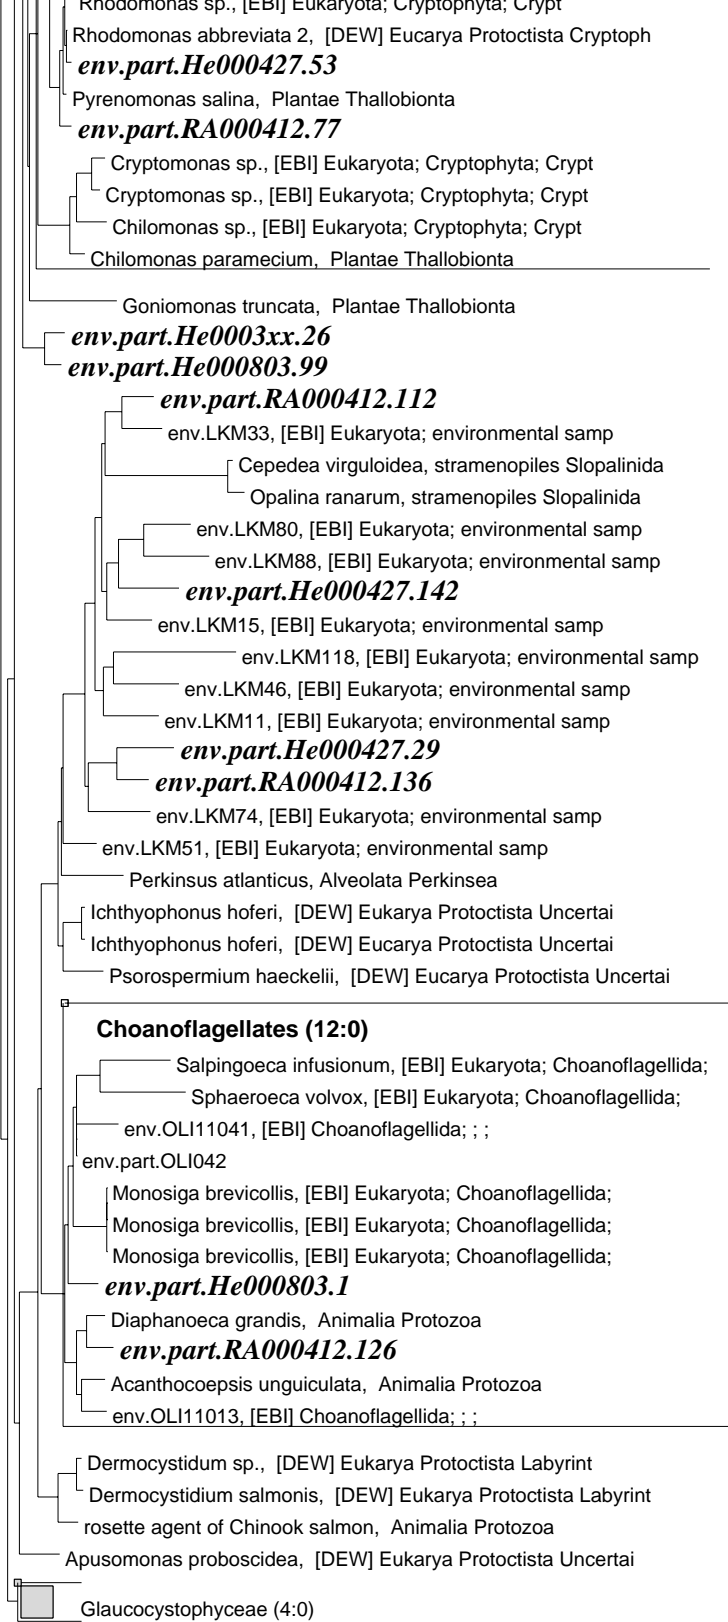 Rhodomonas sp., [EBI] Eukaryota; Cryptophyta; Crypt
Rhodomonas abbreviata 2, [DEW] Eucarya Protoctista Cryptoph
env.part.He000427.53
Pyrenomonas salina, Plantae Thallobionta
env.part.RA000412.77
Cryptomonas sp., [EBI] Eukaryota; Cryptophyta; Crypt
Cryptomonas sp., [EBI] Eukaryota; Cryptophyta; Crypt
Chilomonas sp., [EBI] Eukaryota; Cryptophyta; Crypt
Chilomonas paramecium, Plantae Thallobionta
Goniomonas truncata, Plantae Thallobionta
env.part.He0003xx.26
env.part.He000803.99
env.part.RA000412.112
env.LKM33, [EBI] Eukaryota; environmental samp
Cepedea virguloidea, stramenopiles Slopalinida
Opalina ranarum, stramenopiles Slopalinida
env.LKM80, [EBI] Eukaryota; environmental samp
env.LKM88, [EBI] Eukaryota; environmental samp
env.part.He000427.142
env.LKM15, [EBI] Eukaryota; environmental samp
env.LKM118, [EBI] Eukaryota; environmental samp
env.LKM46, [EBI] Eukaryota; environmental samp
env.LKM11, [EBI] Eukaryota; environmental samp
env.part.He000427.29
env.part.RA000412.136
env.LKM74, [EBI] Eukaryota; environmental samp
env.LKM51, [EBI] Eukaryota; environmental samp
Perkinsus atlanticus, Alveolata Perkinsea
Ichthyophonus hoferi, [DEW] Eukarya Protoctista Uncertai
Ichthyophonus hoferi, [DEW] Eucarya Protoctista Uncertai
Psorospermium haeckelii, [DEW] Eucarya Protoctista Uncertai
Choanoflagellates (12:0)
Salpingoeca infusionum, [EBI] Eukaryota; Choanoflagellida;
Sphaeroeca volvox, [EBI] Eukaryota; Choanoflagellida;
env.OLI11041, [EBI] Choanoflagellida; ; ;
env.part.OLI042
Monosiga brevicollis, [EBI] Eukaryota; Choanoflagellida;
Monosiga brevicollis, [EBI] Eukaryota; Choanoflagellida;
Monosiga brevicollis, [EBI] Eukaryota; Choanoflagellida;
env.part.He000803.1
Diaphanoeca grandis, Animalia Protozoa
env.part.RA000412.126
Acanthocoepsis unguiculata, Animalia Protozoa
env.OLI11013, [EBI] Choanoflagellida; ; ;
Dermocystidum sp., [DEW] Eukarya Protoctista Labyrint
Dermocystidium salmonis, [DEW] Eukarya Protoctista Labyrint
rosette agent of Chinook salmon, Animalia Protozoa
Apusomonas proboscidea, [DEW] Eukarya Protoctista Uncertai
Glaucocystophyceae (4:0)